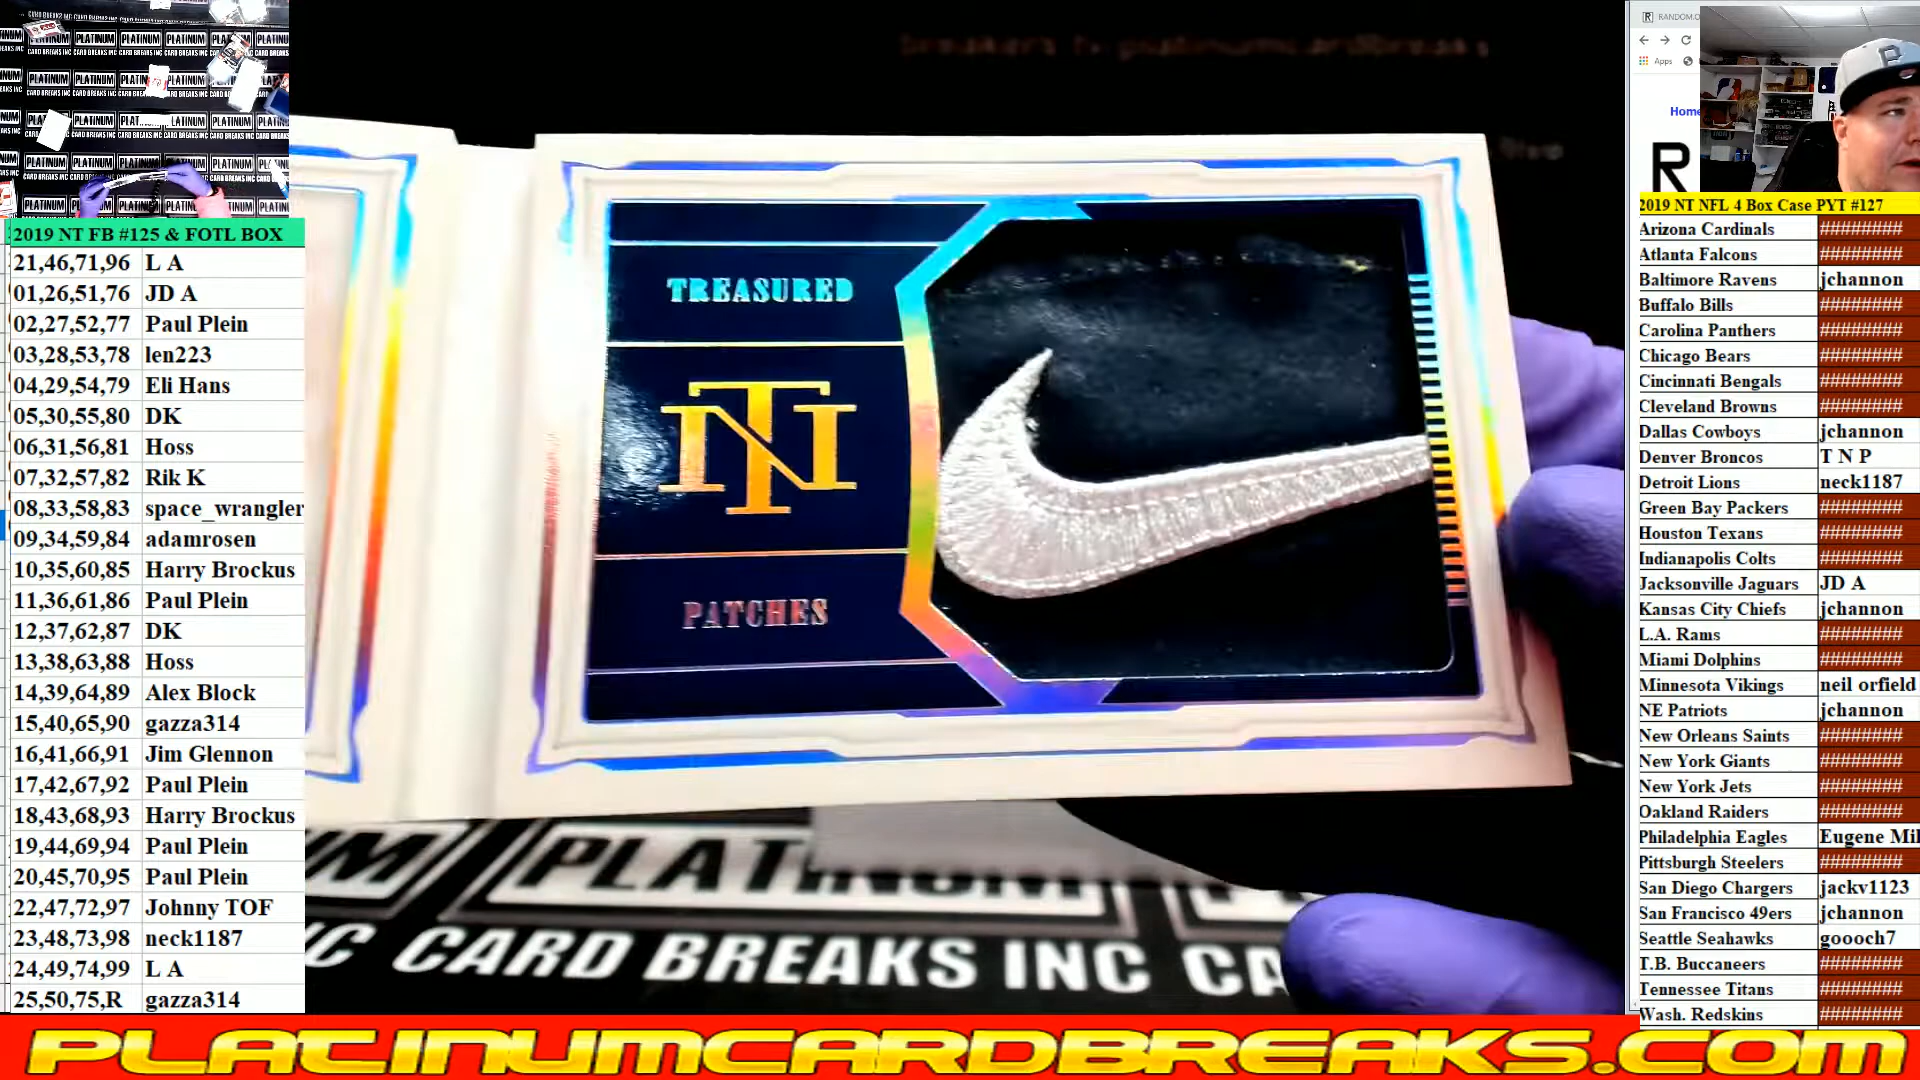 2019 NT FB #125 & FOTL BOX
21,46,71,96 L A
01,26,51,76 JD A
02,27,52,77 Paul Plein
03,28,53,78 len223
04,29,54,79 Eli Hans
05,30,55,80 DK
06,31,56,81 Hoss
07,32,57,82 Rik K
08,33,58,83 space_wrangler
09,34,59,84 adamrosen
10,35,60,85 Harry Brockus
11,36,61,86 Paul Plein
12,37,62,87 DK
13,38,63,88 Hoss
14,39,64,89 Alex Block
15,40,65,90 gazza314
16,41,66,91 Jim Glennon
17,42,67,92 Paul Plein
18,43,68,93 Harry Brockus
19,44,69,94 Paul Plein
20,45,70,95 Paul Plein
22,47,72,97 Johnny TOF
23,48,73,98 neck1187
24,49,74,99 L A
25,50,75,R gazza314
TREASURED
NT
PATCHES
PLATINUM
CARD BREAKS INC
RANDOM.O
Apps
Home
R
2019 NT NFL 4 Box Case PYT #127
Arizona Cardinals ########
Atlanta Falcons ########
Baltimore Ravens jchannon
Buffalo Bills ########
Carolina Panthers ########
Chicago Bears ########
Cincinnati Bengals ########
Cleveland Browns ########
Dallas Cowboys jchannon
Denver Broncos T N P
Detroit Lions neck1187
Green Bay Packers ########
Houston Texans ########
Indianapolis Colts ########
Jacksonville Jaguars JD A
Kansas City Chiefs jchannon
L.A. Rams ########
Miami Dolphins ########
Minnesota Vikings neil orfield
NE Patriots jchannon
New Orleans Saints ########
New York Giants ########
New York Jets ########
Oakland Raiders ########
Philadelphia Eagles Eugene Mil
Pittsburgh Steelers ########
San Diego Chargers jackv1123
San Francisco 49ers jchannon
Seattle Seahawks goooch7
T.B. Buccaneers ########
Tennessee Titans ########
Wash. Redskins ########
PLATINUMCARDBREAKS.COM